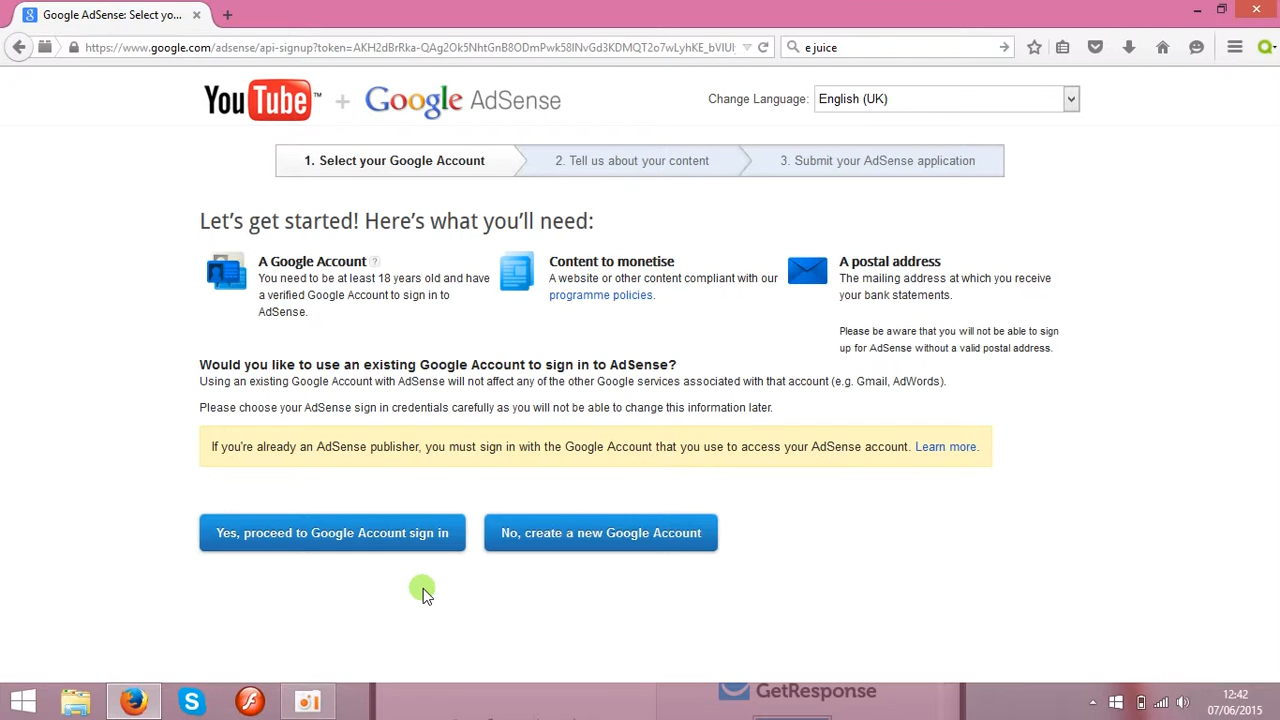 Google AdSense: Select yo...
https://www.google.com/adsense/api-signup?token=AKH2dBrRka-QAg2Ok5NhtGnB8ODmPwk58INvGd3KDMQT2o7wLyhKE_bVIUl
e juice
YouTube™ + Google AdSense
Change Language: English (UK)
1. Select your Google Account
2. Tell us about your content
3. Submit your AdSense application
Let's get started! Here's what you'll need:
A Google Account ?
You need to be at least 18 years old and have
a verified Google Account to sign in to
AdSense.
Content to monetise
A website or other content compliant with our
programme policies.
A postal address
The mailing address at which you receive
your bank statements.
Please be aware that you will not be able to sign
up for AdSense without a valid postal address.
Would you like to use an existing Google Account to sign in to AdSense?
Using an existing Google Account with AdSense will not affect any of the other Google services associated with that account (e.g. Gmail, AdWords).
Please choose your AdSense sign in credentials carefully as you will not be able to change this information later.
If you're already an AdSense publisher, you must sign in with the Google Account that you use to access your AdSense account. Learn more.
Yes, proceed to Google Account sign in
No, create a new Google Account
GetResponse
12:42
07/06/2015